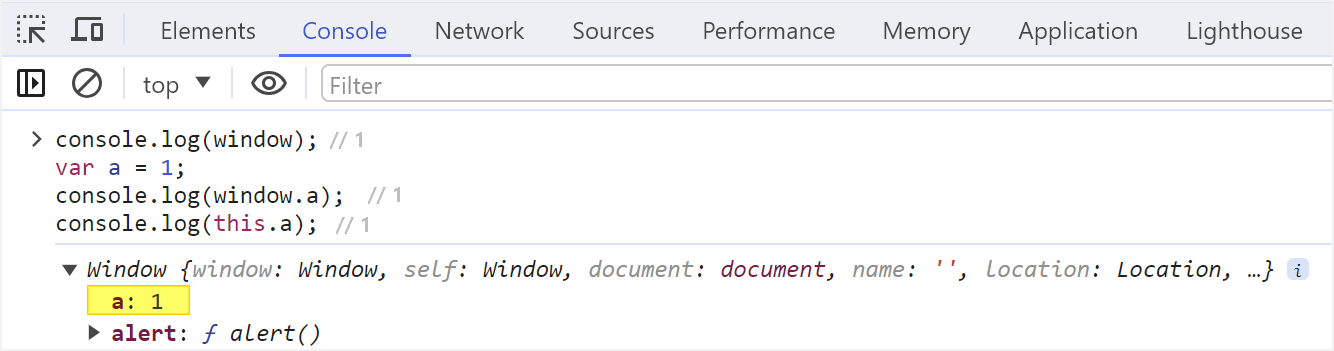 Elements Console Network Sources Performance Memory Application Lighthouse
top Filter
console.log(window); // 1
var a = 1;
console.log(window.a); // 1
console.log(this.a); // 1
Window {window: Window, self: Window, document: document, name: '', location: Location, …} i
a: 1
alert: ƒ alert()